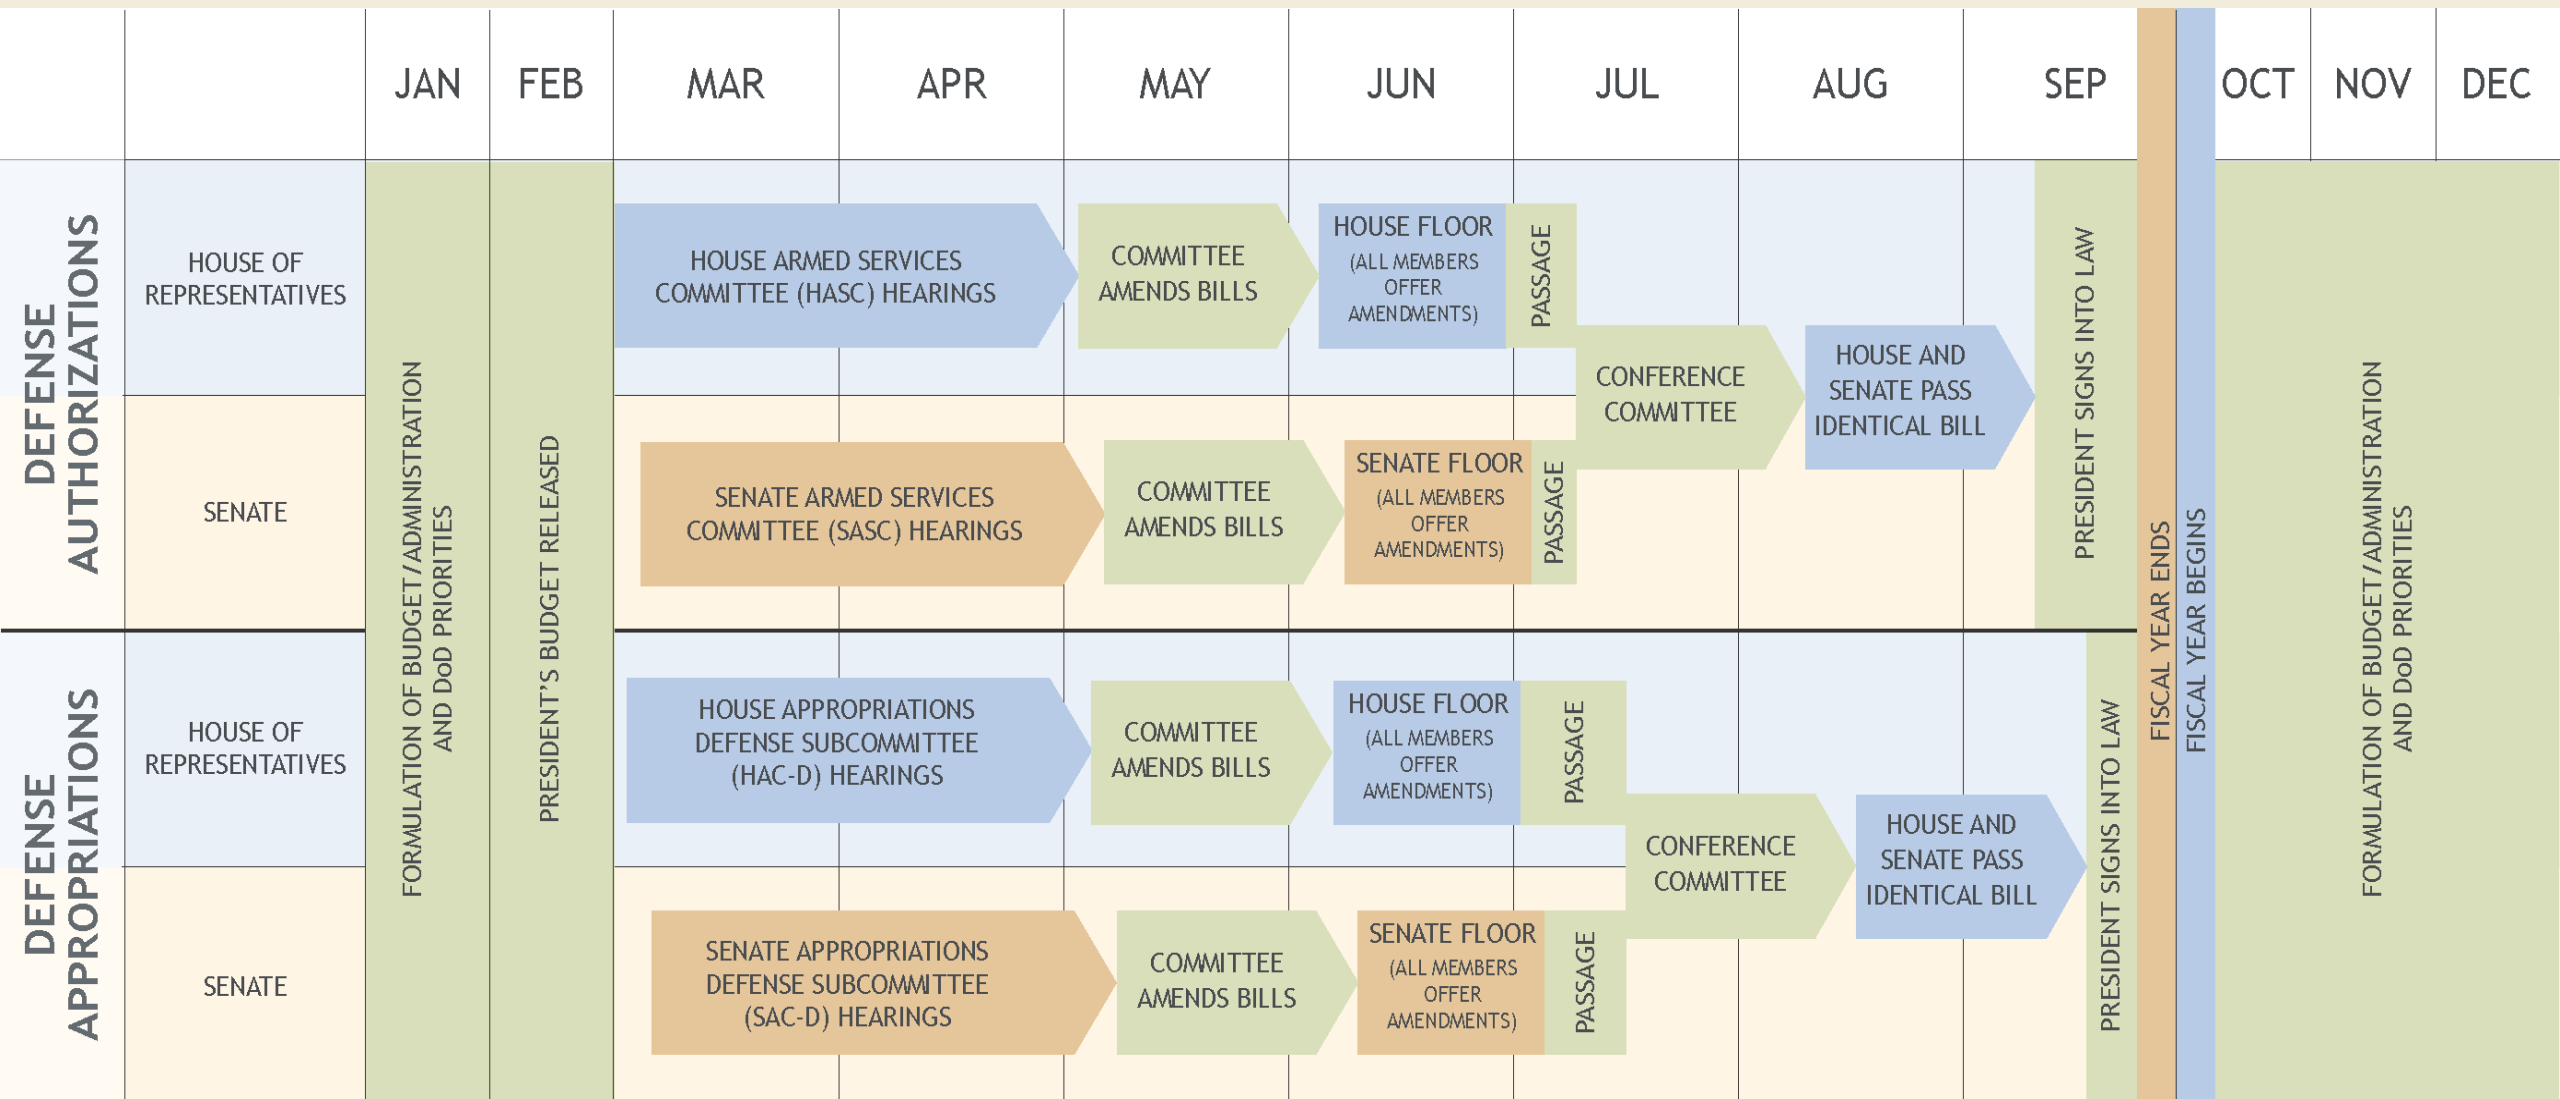 JAN
FEB
MAR
APR
MAY
JUN
JUL
AUG
SEP
OCT
NOV
DEC
DEFENSE
AUTHORIZATIONS
HOUSE OF
REPRESENTATIVES
SENATE
FORMULATION OF BUDGET/ADMINISTRATION
AND DoD PRIORITIES
PRESIDENT'S BUDGET RELEASED
HOUSE ARMED SERVICES
COMMITTEE (HASC) HEARINGS
COMMITTEE
AMENDS BILLS
HOUSE FLOOR
(ALL MEMBERS
OFFER
AMENDMENTS)
PASSAGE
SENATE ARMED SERVICES
COMMITTEE (SASC) HEARINGS
COMMITTEE
AMENDS BILLS
SENATE FLOOR
(ALL MEMBERS
OFFER
AMENDMENTS)
PASSAGE
CONFERENCE
COMMITTEE
HOUSE AND
SENATE PASS
IDENTICAL BILL
PRESIDENT SIGNS INTO LAW
DEFENSE
APPROPRIATIONS
HOUSE OF
REPRESENTATIVES
SENATE
HOUSE APPROPRIATIONS
DEFENSE SUBCOMMITTEE
(HAC-D) HEARINGS
COMMITTEE
AMENDS BILLS
HOUSE FLOOR
(ALL MEMBERS
OFFER
AMENDMENTS)
PASSAGE
SENATE APPROPRIATIONS
DEFENSE SUBCOMMITTEE
(SAC-D) HEARINGS
COMMITTEE
AMENDS BILLS
SENATE FLOOR
(ALL MEMBERS
OFFER
AMENDMENTS)
PASSAGE
CONFERENCE
COMMITTEE
HOUSE AND
SENATE PASS
IDENTICAL BILL
PRESIDENT SIGNS INTO LAW
FISCAL YEAR ENDS
FISCAL YEAR BEGINS
FORMULATION OF BUDGET/ADMINISTRATION
AND DoD PRIORITIES